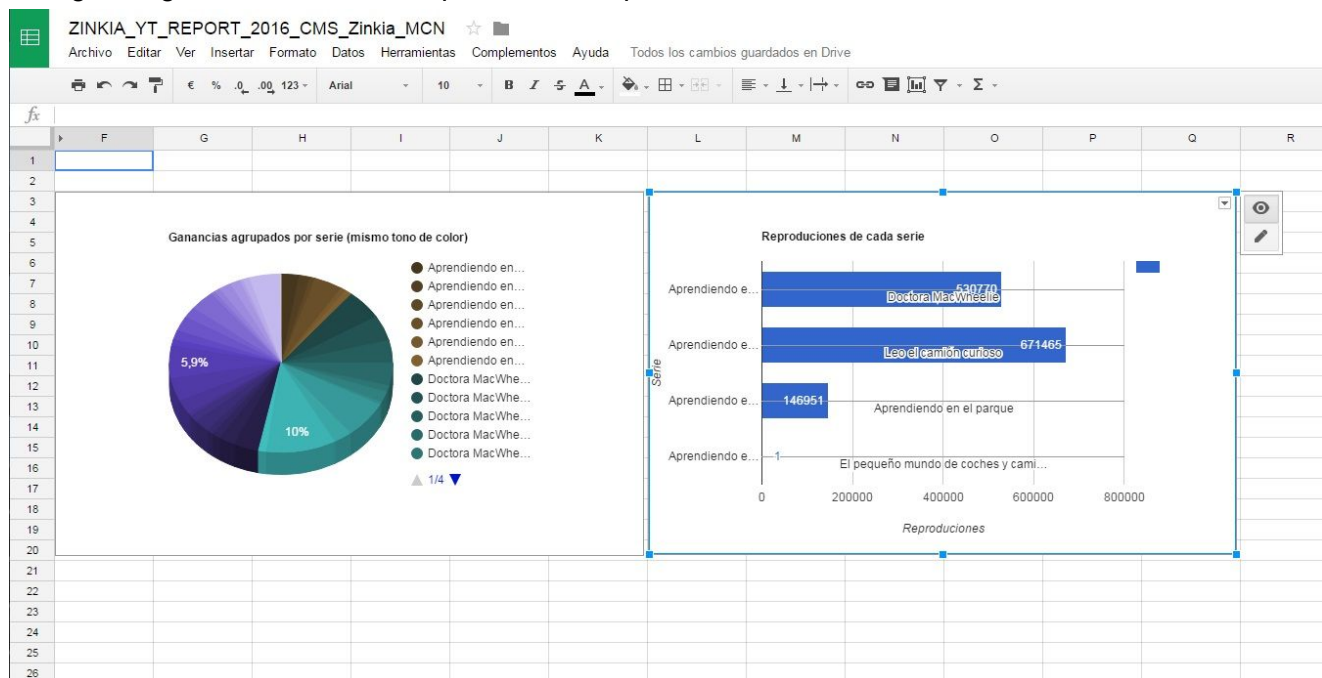 ZINKIA_YT_REPORT_2016_CMS_Zinkia_MCN
Archivo Editar Ver Insertar Formato Datos Herramientas Complementos Ayuda Todos los cambios guardados en Drive
€ % .0 .00 123 Arial 10 B I S A Σ
fx
F G H I J K L M N O P Q R
1
2
3
4
5
6
7
8
9
10
11
12
13
14
15
16
17
18
19
20
21
22
23
24
25
26
Ganancias agrupados por serie (mismo tono de color)
5,9%
10%
Aprendiendo en...
Aprendiendo en...
Aprendiendo en...
Aprendiendo en...
Aprendiendo en...
Aprendiendo en...
Doctora MacWhe...
Doctora MacWhe...
Doctora MacWhe...
Doctora MacWhe...
Doctora MacWhe...
1/4
Reproduciones de cada serie
Serie
Aprendiendo e...
530770
Doctora MacWheelie
Aprendiendo e...
671465
Leo el camión curioso
Aprendiendo e...
146951
Aprendiendo en el parque
Aprendiendo e...
1
El pequeño mundo de coches y cami...
0 200000 400000 600000 800000
Reproduciones